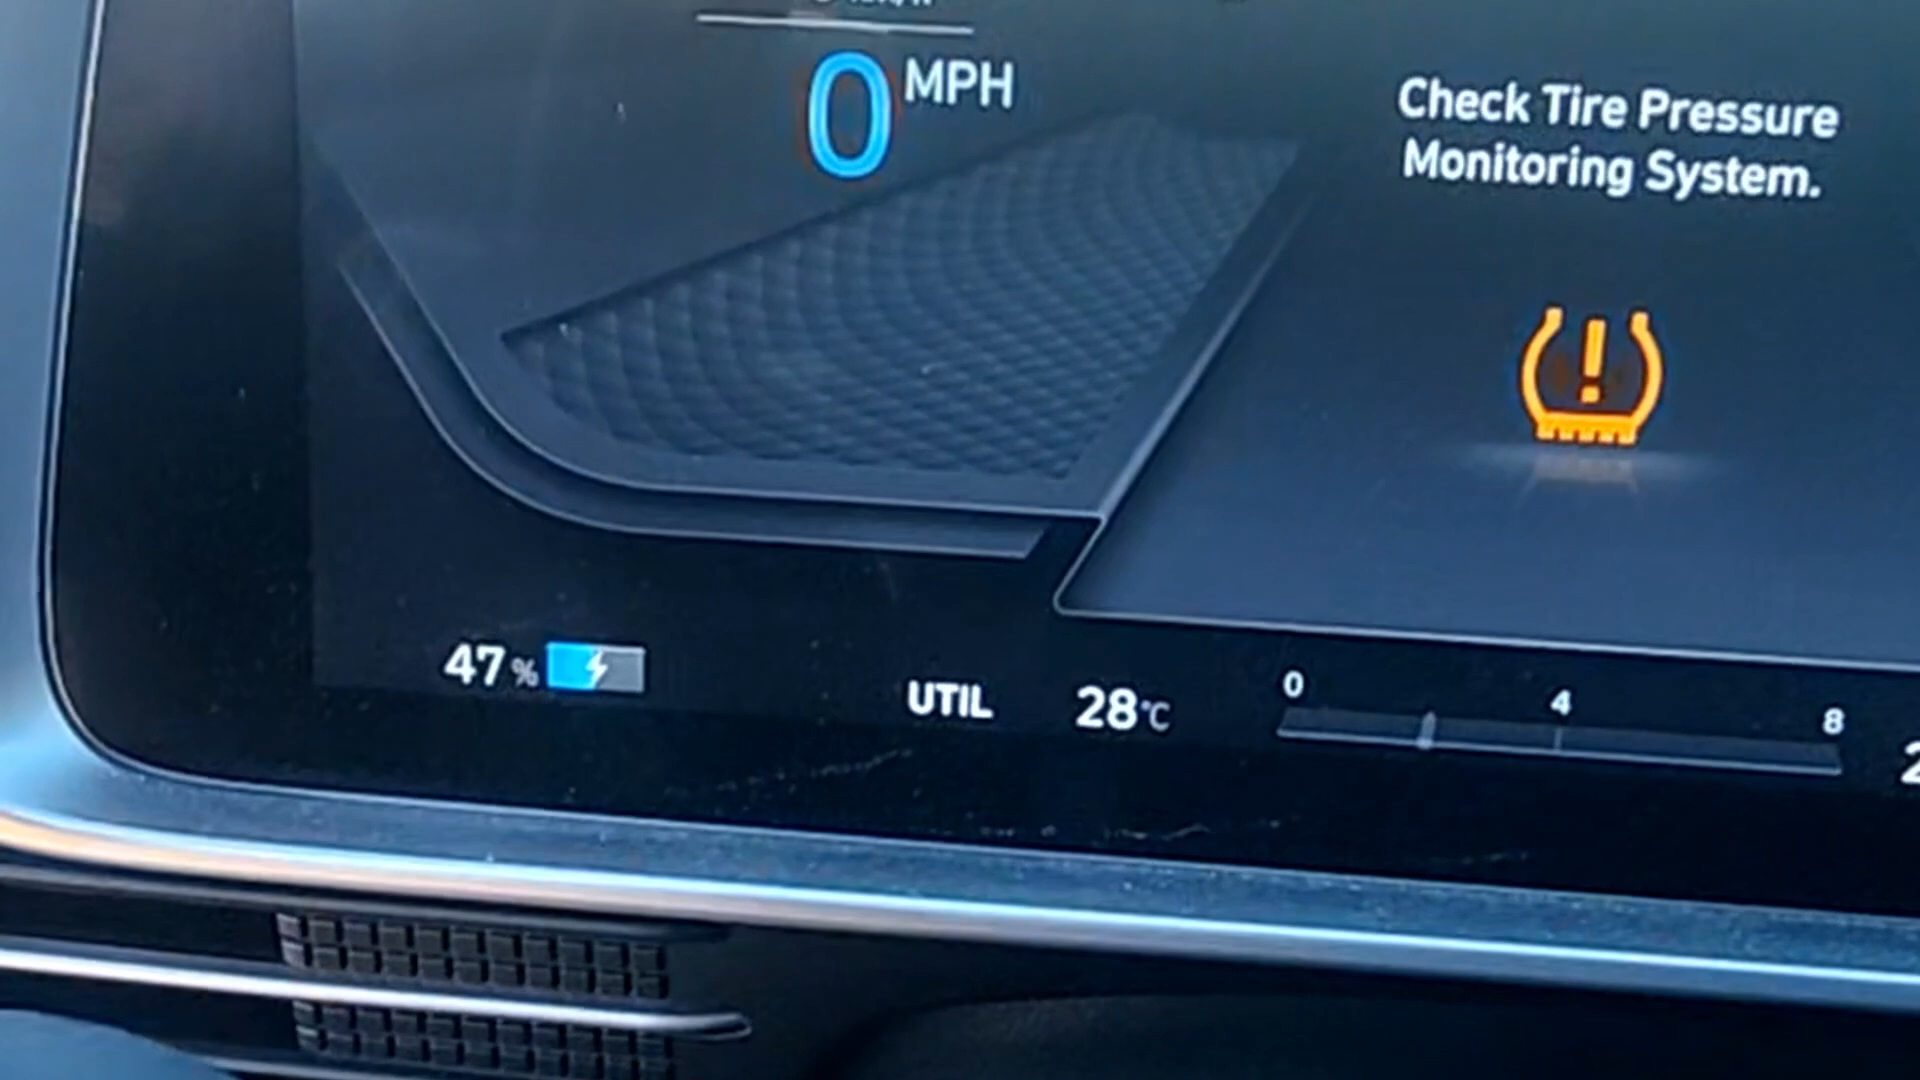 0 MPH
Check Tire Pressure
Monitoring System.
47 %
UTIL
28°C
0 4 8